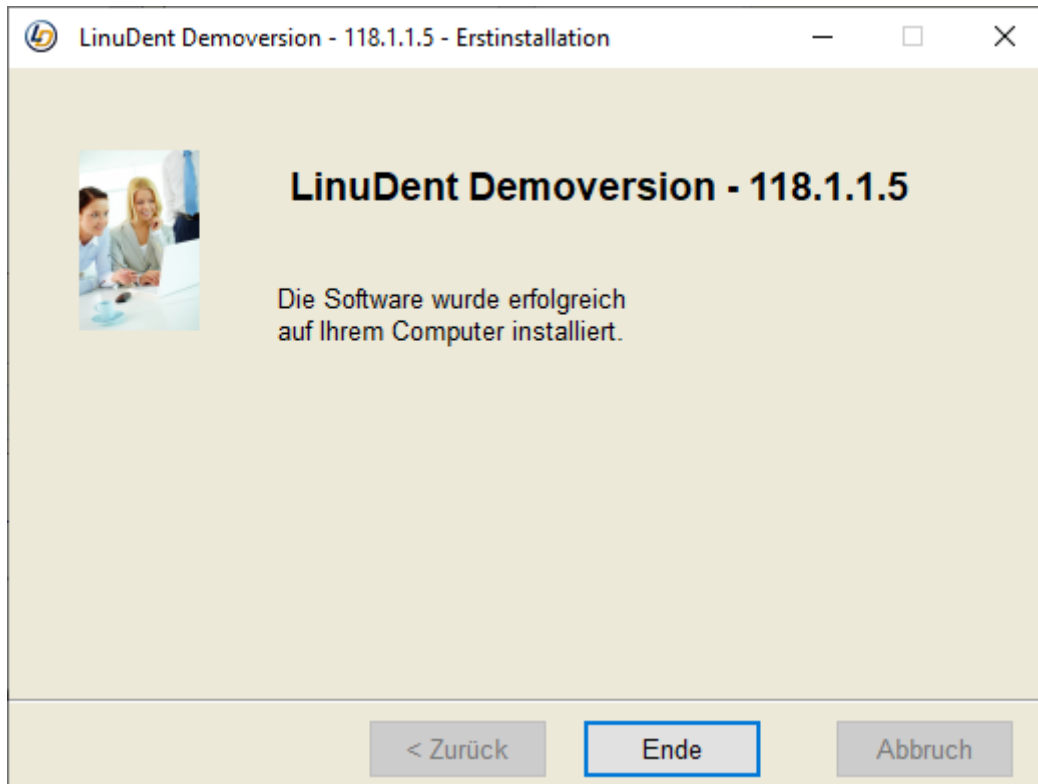 LinuDent Demoversion - 118.1.1.5 - Erstinstallation
LinuDent Demoversion - 118.1.1.5
Die Software wurde erfolgreich
auf Ihrem Computer installiert.
< Zurück
Ende
Abbruch